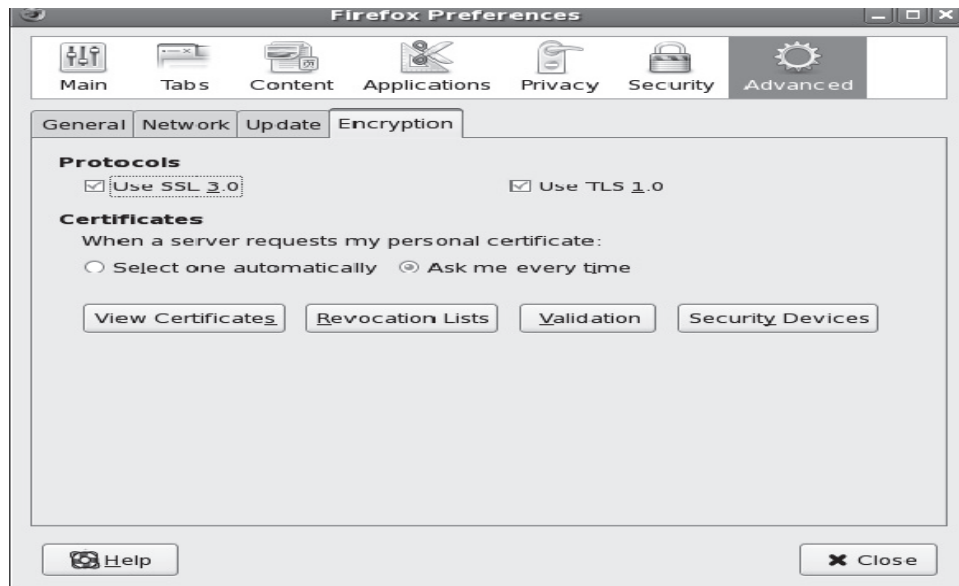 Firefox Preferences
Main Tabs Content Applications Privacy Security Advanced
General Network Update Encryption
Protocols
Use SSL 3.0 Use TLS 1.0
Certificates
When a server requests my personal certificate:
Select one automatically Ask me every time
View Certificates Revocation Lists Validation Security Devices
Help Close